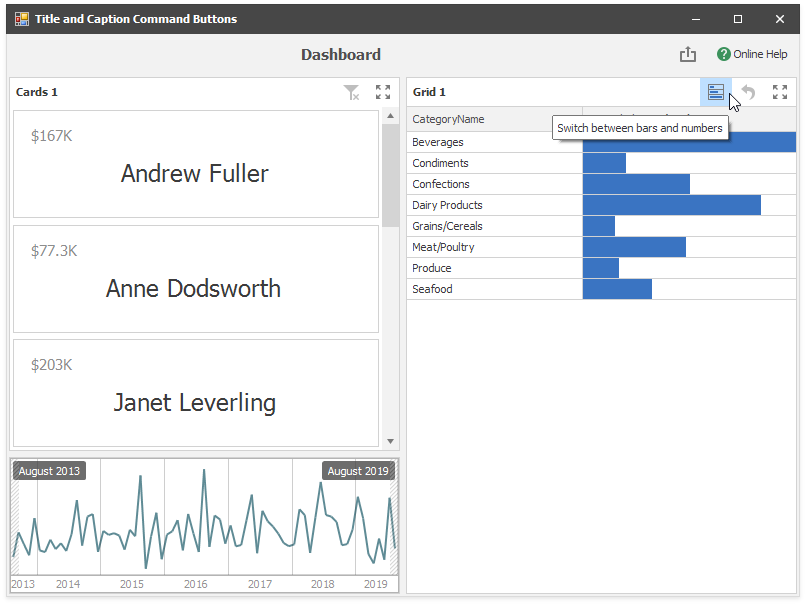 Title and Caption Command Buttons
Dashboard
Online Help
Cards 1
$167K
Andrew Fuller
$77.3K
Anne Dodsworth
$203K
Janet Leverling
August 2013
August 2019
2013 2014 2015 2016 2017 2018 2019
Grid 1
CategoryName
Switch between bars and numbers
Beverages
Condiments
Confections
Dairy Products
Grains/Cereals
Meat/Poultry
Produce
Seafood